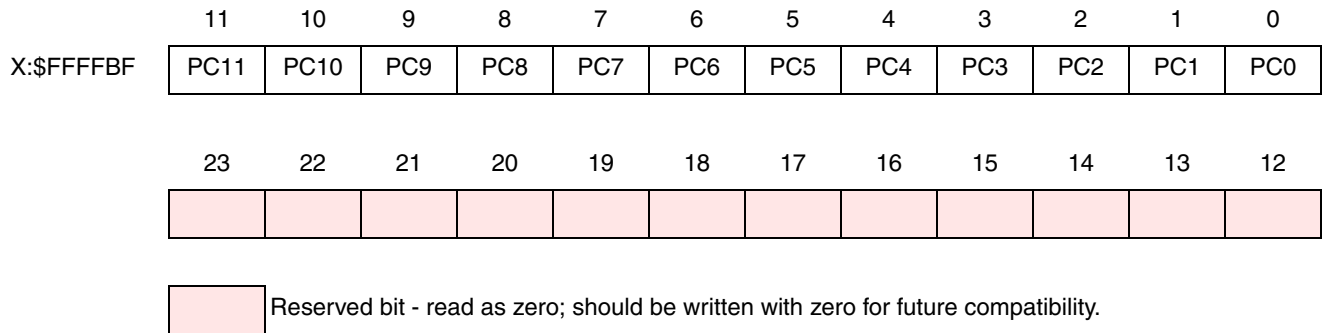 11 10 9 8 7 6 5 4 3 2 1 0
X:$FFFFBF PC11 PC10 PC9 PC8 PC7 PC6 PC5 PC4 PC3 PC2 PC1 PC0
23 22 21 20 19 18 17 16 15 14 13 12
Reserved bit - read as zero; should be written with zero for future compatibility.